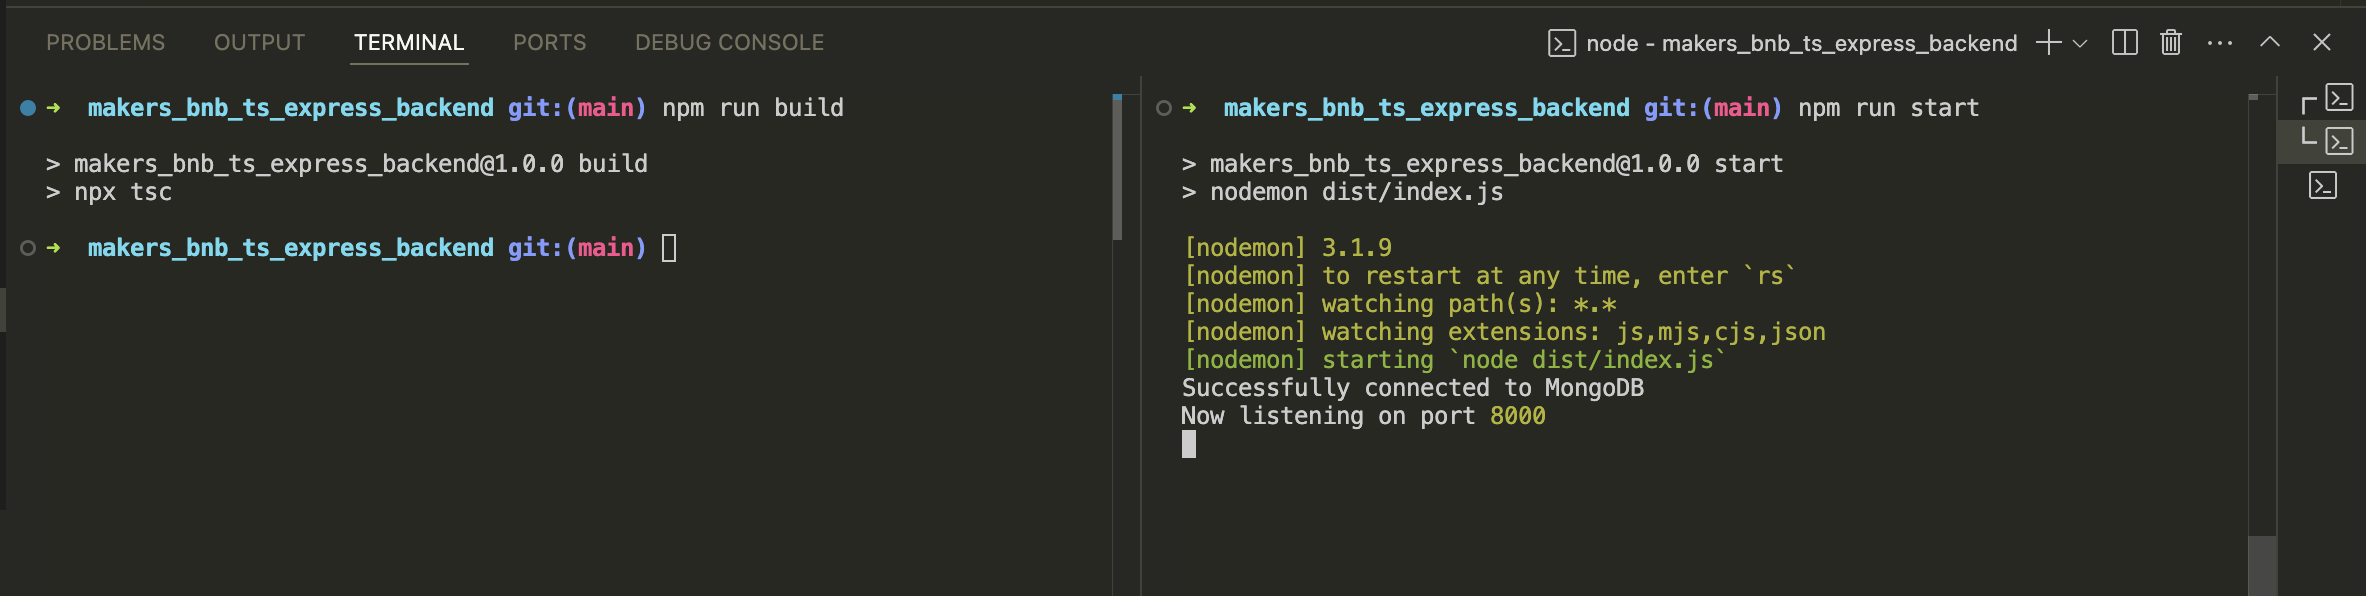 PROBLEMS OUTPUT TERMINAL PORTS DEBUG CONSOLE
node - makers_bnb_ts_express_backend
➜ makers_bnb_ts_express_backend git:(main) npm run build
> makers_bnb_ts_express_backend@1.0.0 build
> npx tsc
➜ makers_bnb_ts_express_backend git:(main)
➜ makers_bnb_ts_express_backend git:(main) npm run start
> makers_bnb_ts_express_backend@1.0.0 start
> nodemon dist/index.js
[nodemon] 3.1.9
[nodemon] to restart at any time, enter `rs`
[nodemon] watching path(s): *.*
[nodemon] watching extensions: js,mjs,cjs,json
[nodemon] starting `node dist/index.js`
Successfully connected to MongoDB
Now listening on port 8000